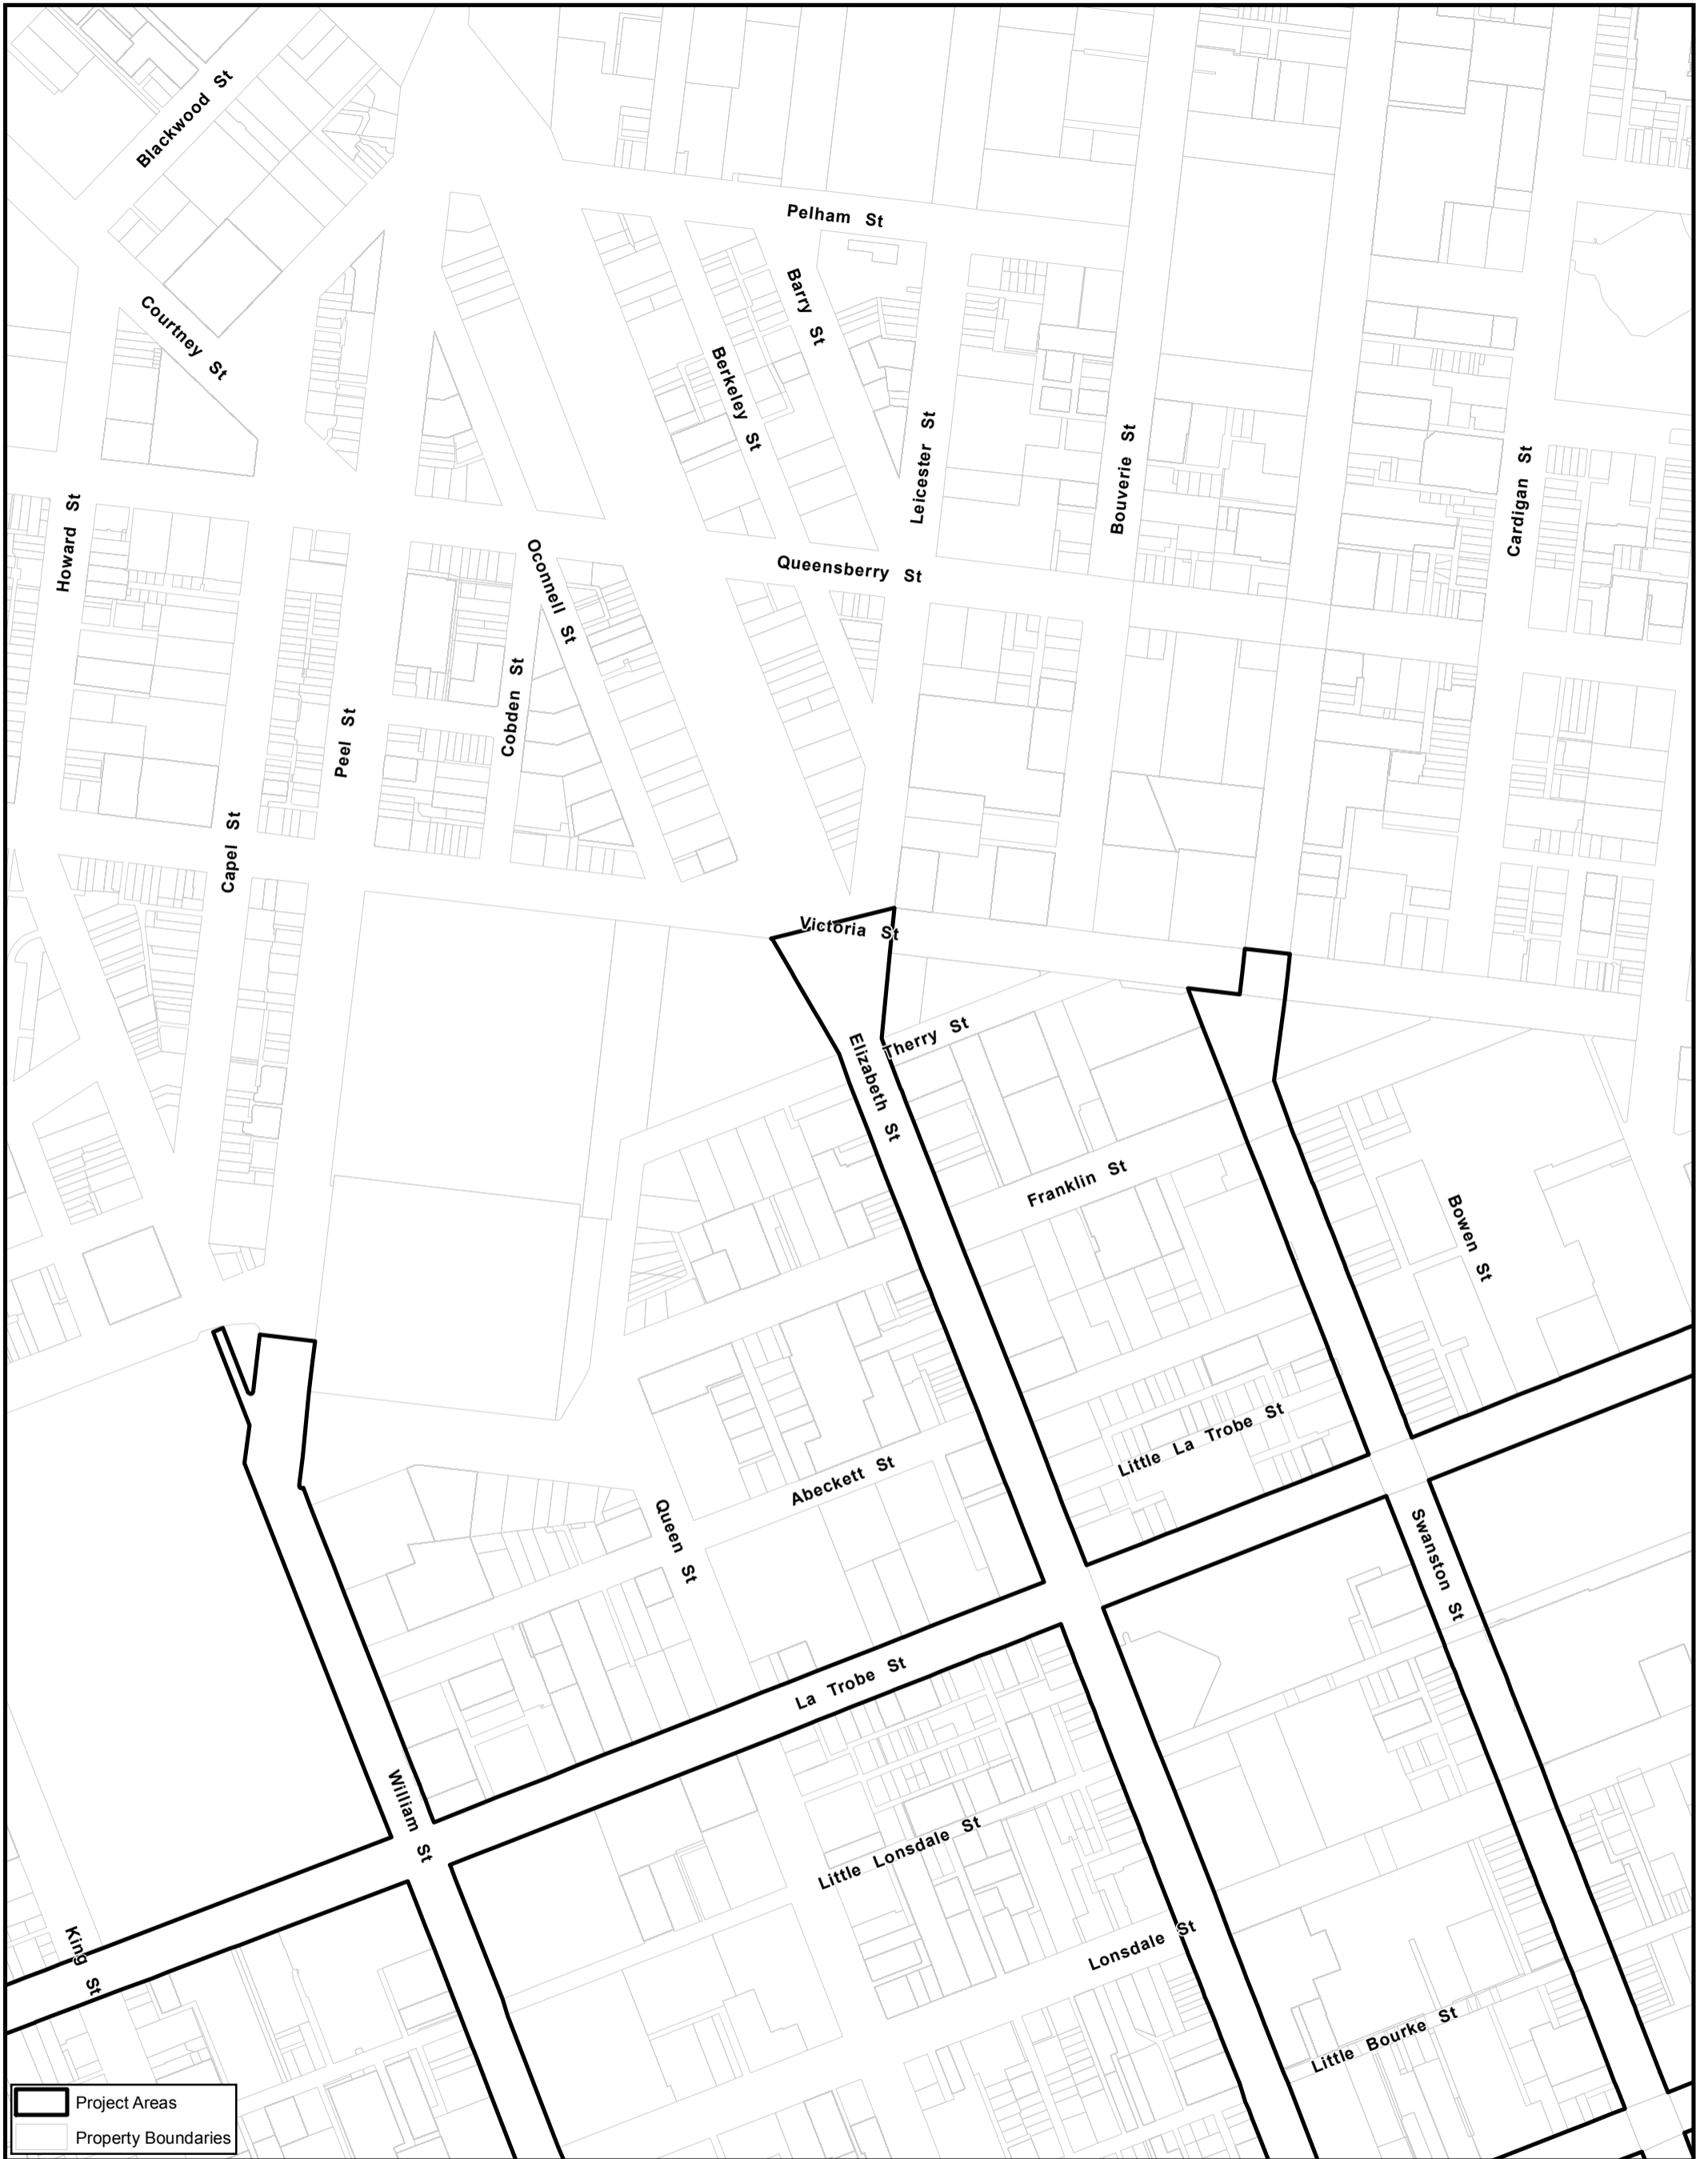 Blackwood St
Pelham St
Barry St
Courtney St
Berkeley St
Leicester St
Bouverie St
Cardigan St
Howard St
Oconnell St
Queensberry St
Cobden St
Peel St
Capel St
Victoria St
Therry St
Elizabeth St
Franklin St
Bowen St
Little La Trobe St
Abeckett St
Queen St
Swanston St
La Trobe St
William St
Little Lonsdale St
Lonsdale St
King St
Little Bourke St
Project Areas
Property Boundaries